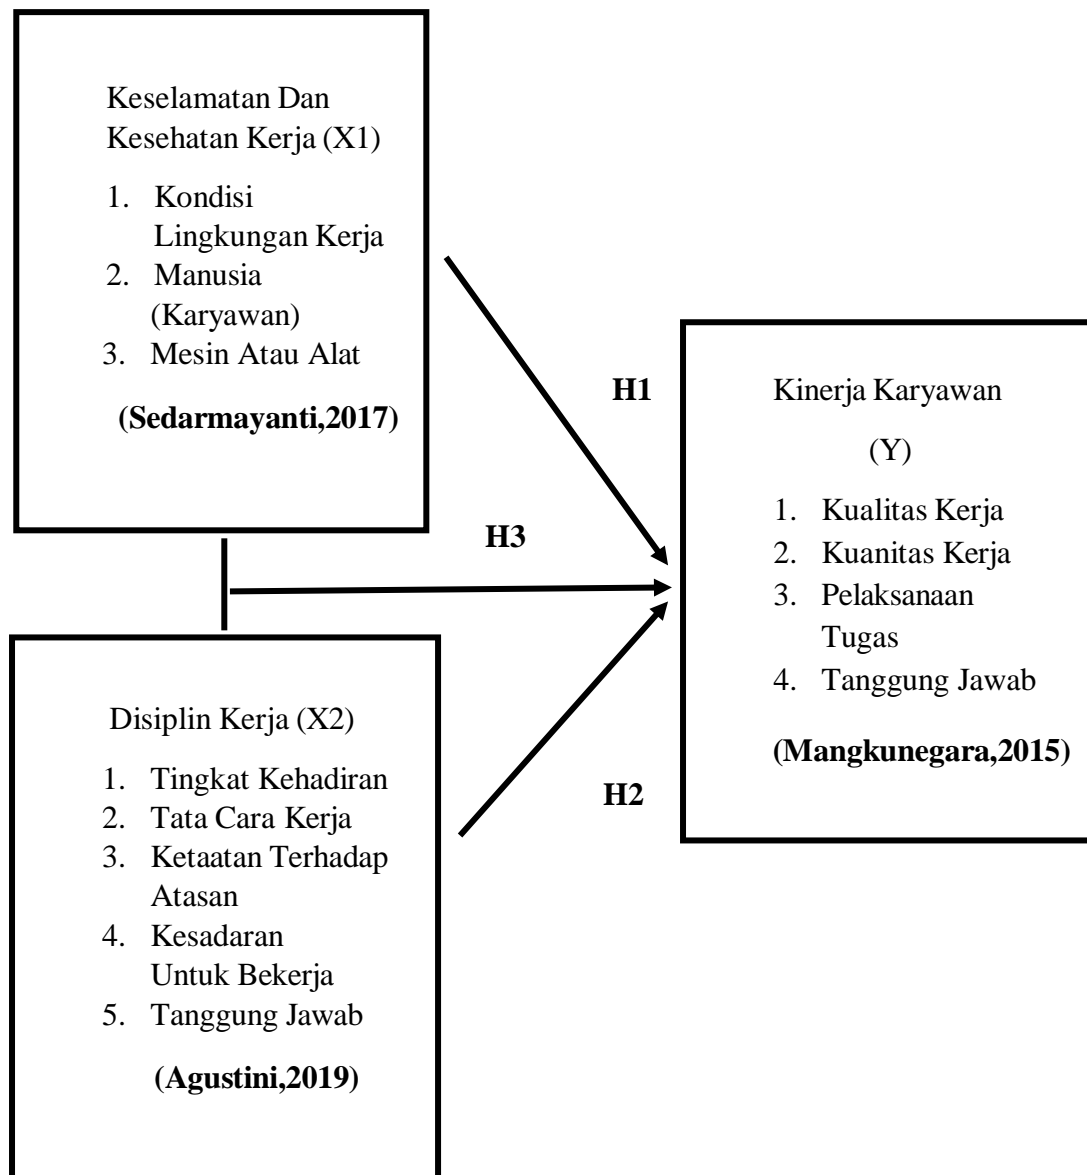 Keselamatan Dan
Kesehatan Kerja (X1)
1. Kondisi
Lingkungan Kerja
2. Manusia
(Karyawan)
3. Mesin Atau Alat
(Sedarmayanti,2017)
H1
H3
H2
Disiplin Kerja (X2)
1. Tingkat Kehadiran
2. Tata Cara Kerja
3. Ketaatan Terhadap
Atasan
4. Kesadaran
Untuk Bekerja
5. Tanggung Jawab
(Agustini,2019)
Kinerja Karyawan
(Y)
1. Kualitas Kerja
2. Kuanitas Kerja
3. Pelaksanaan
Tugas
4. Tanggung Jawab
(Mangkunegara,2015)